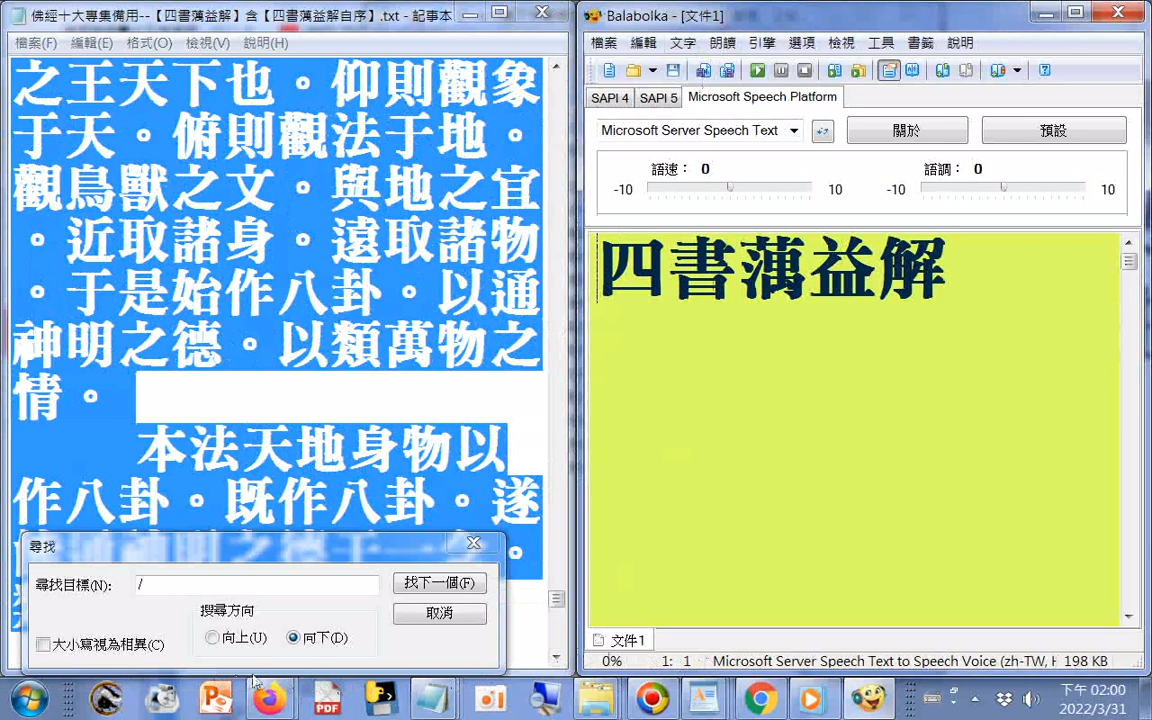 佛經十大專集備用--【四書蕅益解】含【四書蕅益解自序】.txt - 記事本
檔案(F) 編輯(E) 格式(O) 檢視(V) 說明(H)
之王天下也。仰則觀象
于天。俯則觀法于地。
觀鳥獸之文。與地之宜
。近取諸身。遠取諸物
。于是始作八卦。以通
神明之德。以類萬物之
情。
本法天地身物以
作八卦。既作八卦。遂
尋找
尋找目標(N): /
找下一個(F)
搜尋方向
取消
大小寫視為相異(C)
向上(U) 向下(D)
Balabolka - [文件1]
檔案 編輯 文字 朗讀 引擎 選項 檢視 工具 書籤 說明
SAPI 4 SAPI 5 Microsoft Speech Platform
Microsoft Server Speech Text 關於 預設
語速: 0 語調: 0
-10 10 -10 10
四書蕅益解
文件1
0% 1: 1 Microsoft Server Speech Text to Speech Voice (zh-TW, H 198 KB
下午 02:00
2022/3/31